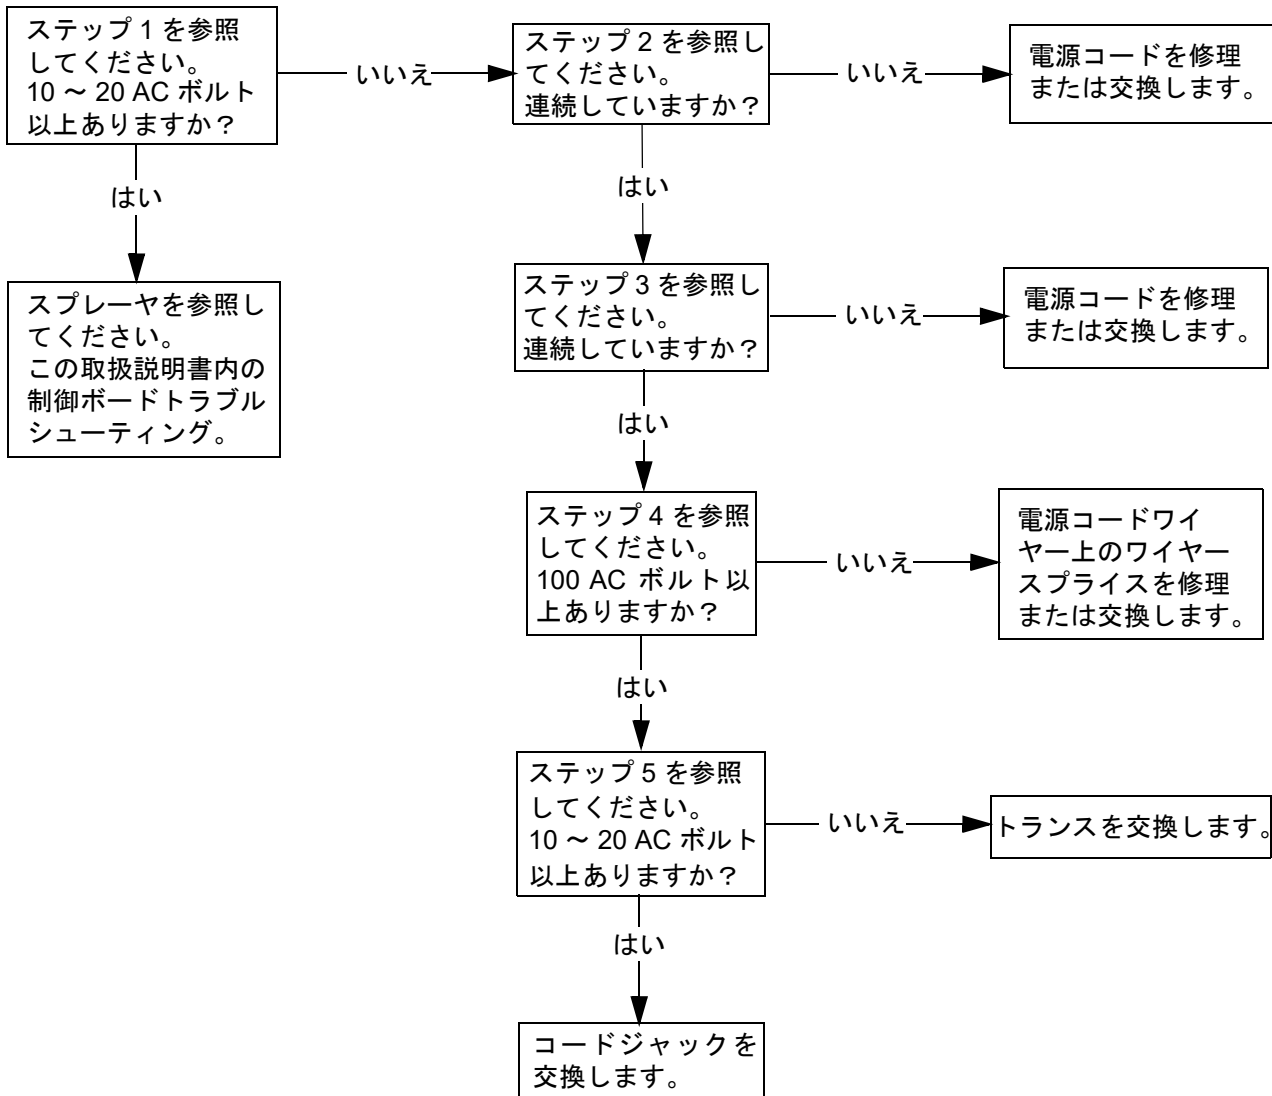 ステップ 1 を参照
してください。
10 ～ 20 AC ボルト
以上ありますか？
いいえ
ステップ 2 を参照し
てください。
連続していますか？
いいえ
電源コードを修理
または交換します。
はい
はい
スプレーヤを参照し
てください。
この取扱説明書内の
制御ボードトラブル
シューティング。
ステップ 3 を参照し
てください。
連続していますか？
いいえ
電源コードを修理
または交換します。
はい
ステップ 4 を参照
してください。
100 AC ボルト以
上ありますか？
いいえ
電源コードワイ
ヤー上のワイヤー
スプライスを修理
または交換します。
はい
ステップ 5 を参照
してください。
10 ～ 20 AC ボルト
以上ありますか？
いいえ
トランスを交換します。
はい
コードジャックを
交換します。